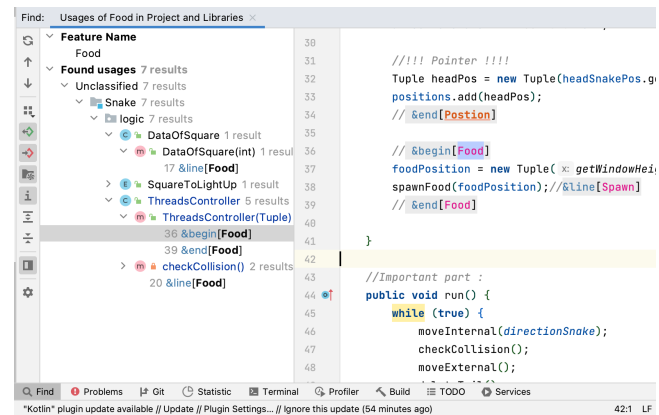 Find: Usages of Food in Project and Libraries ×
Feature Name
Food
Found usages 7 results
Unclassified 7 results
Snake 7 results
logic 7 results
DataOfSquare 1 result
DataOfSquare(int) 1 resul
17 &line[Food]
SquareToLightUp 1 result
ThreadsController 5 results
ThreadsController(Tuple)
36 &begin[Food]
39 &end[Food]
checkCollision() 2 results
20 &line[Food]
30
31 //!!! Pointer !!!!
32 Tuple headPos = new Tuple(headSnakePos.ge
33 positions.add(headPos);
34 // &end[Postion]
35
36 // &begin[Food]
37 foodPosition = new Tuple( x: getWindowHei
38 spawnFood(foodPosition);//&line[Spawn]
39 // &end[Food]
40
41 }
42
43 //Important part :
44 public void run() {
45 while (true) {
46 moveInternal(directionSnake);
47 checkCollision();
48 moveExternal();
Find Problems Git Statistic Terminal Profiler Build TODO Services
"Kotlin" plugin update available // Update // Plugin Settings... // Ignore this update (54 minutes ago) 42:1 LF